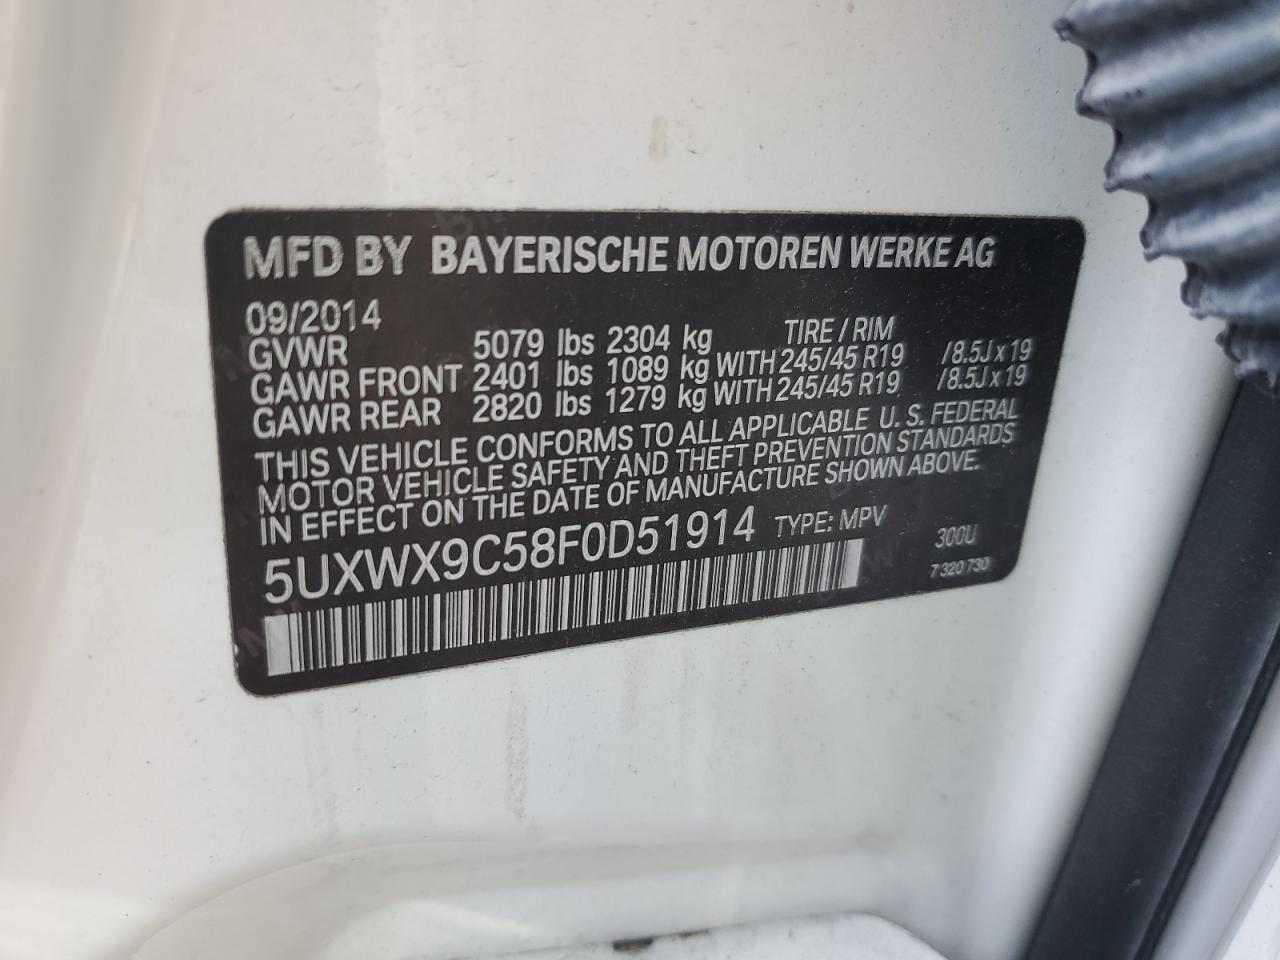 MFD BY BAYERISCHE MOTOREN WERKE AG
09/2014
TIRE / RIM
GVWR 5079 lbs 2304 kg
GAWR FRONT 2401 lbs 1089 kg WITH 245/45 R19 /8.5J x 19
GAWR REAR 2820 lbs 1279 kg WITH 245/45 R19 /8.5J x 19
THIS VEHICLE CONFORMS TO ALL APPLICABLE U. S. FEDERAL
MOTOR VEHICLE SAFETY AND THEFT PREVENTION STANDARDS
IN EFFECT ON THE DATE OF MANUFACTURE SHOWN ABOVE.
5UXWX9C58F0D51914 TYPE: MPV
300U
7 320 730